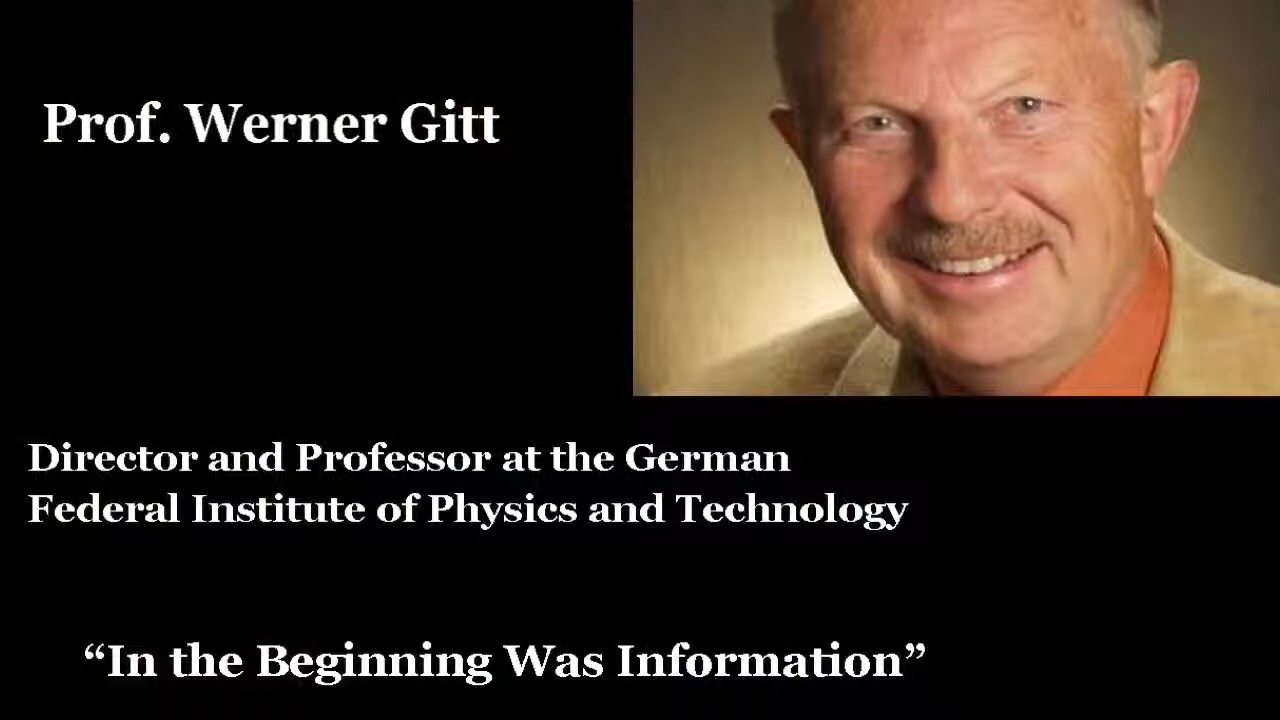 Prof. Werner Gitt
Director and Professor at the German
Federal Institute of Physics and Technology
“In the Beginning Was Information”